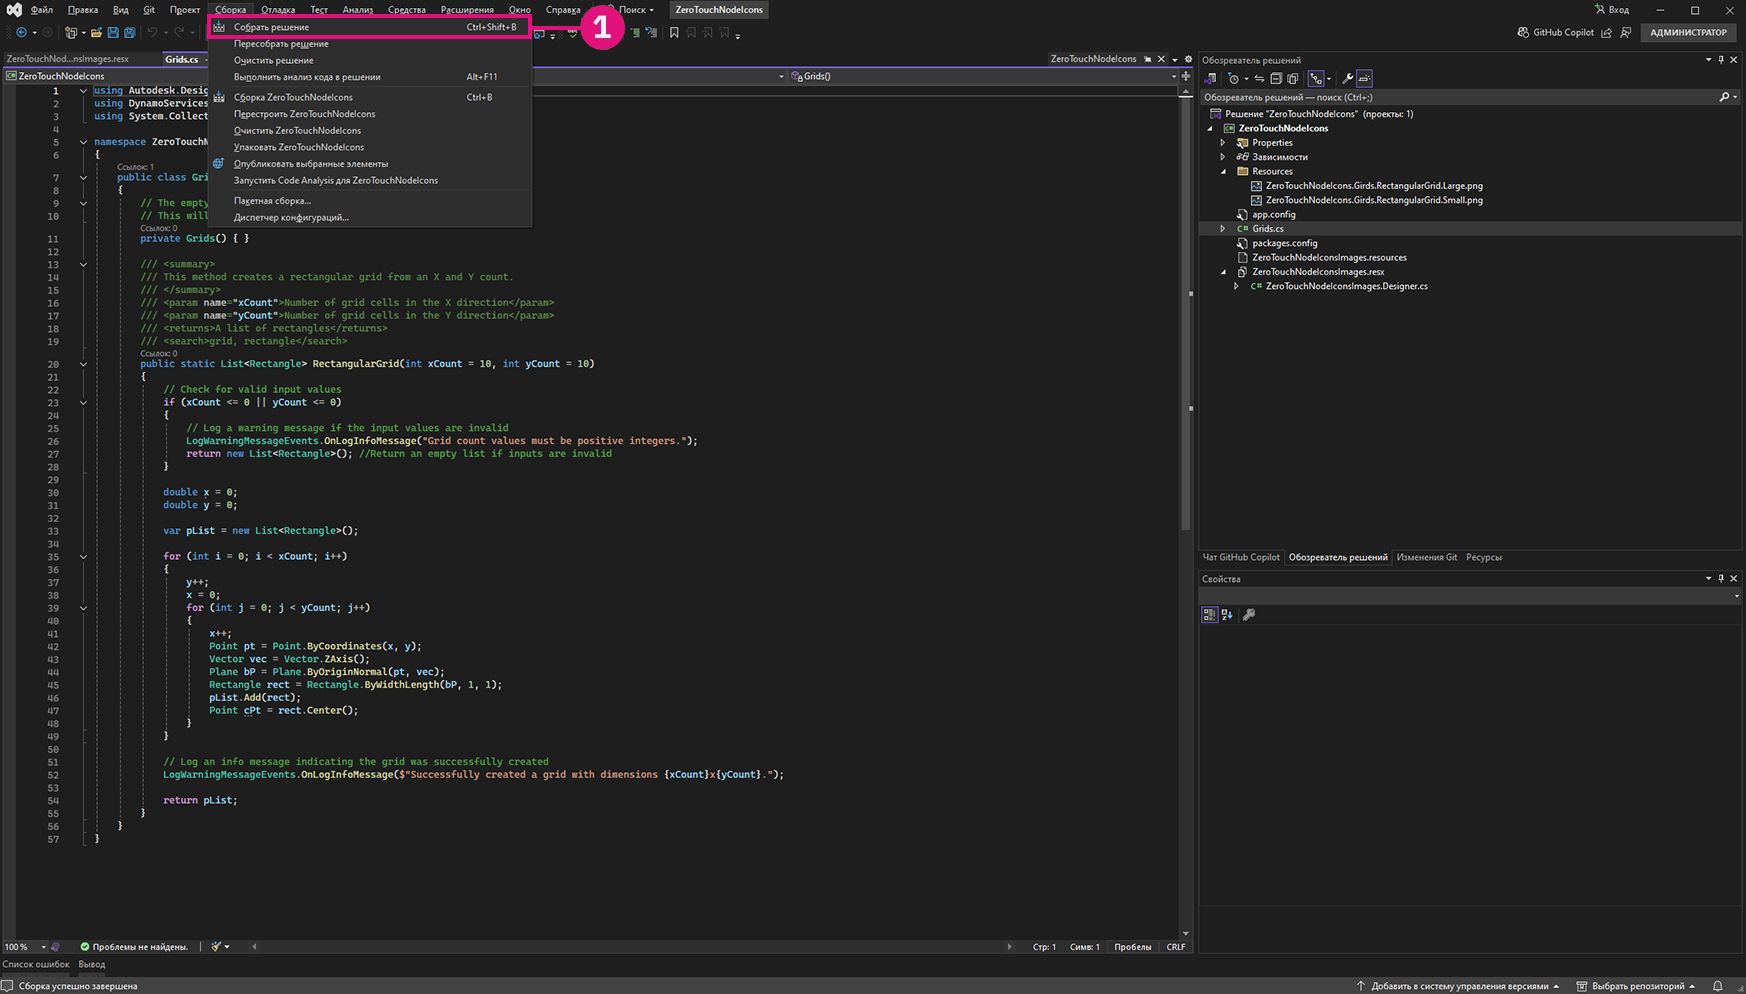 Файл Правка Вид Git Проект Сборка Отладка Тест Анализ Средства Расширения Окно Справка Поиск ZeroTouchNodeIcons Вход
GitHub Copilot АДМИНИСТРАТОР
Собрать решение Ctrl+Shift+B
1
Пересобрать решение
Очистить решение
Выполнить анализ кода в решении Alt+F11
Сборка ZeroTouchNodeIcons Ctrl+B
Перестроить ZeroTouchNodeIcons
Очистить ZeroTouchNodeIcons
Упаковать ZeroTouchNodeIcons
Опубликовать выбранные элементы
Запустить Code Analysis для ZeroTouchNodeIcons
Пакетная сборка...
Диспетчер конфигураций...
ZeroTouchNod...nsImages.resx Grids.cs ZeroTouchNodeIcons
ZeroTouchNodeIcons Grids()
1 using Autodesk.Desig
2 using DynamoServices
3 using System.Collect
4
5 namespace ZeroTouchN
6 {
Ссылок: 1
7 public class Gri
8 {
9 // The empty
10 // This will
Ссылок: 0
11 private Grids() { }
12
13 /// <summary>
14 /// This method creates a rectangular grid from an X and Y count.
15 /// </summary>
16 /// <param name="xCount">Number of grid cells in the X direction</param>
17 /// <param name="yCount">Number of grid cells in the Y direction</param>
18 /// <returns>A list of rectangles</returns>
19 /// <search>grid, rectangle</search>
Ссылок: 0
20 public static List<Rectangle> RectangularGrid(int xCount = 10, int yCount = 10)
21 {
22 // Check for valid input values
23 if (xCount <= 0 || yCount <= 0)
24 {
25 // Log a warning message if the input values are invalid
26 LogWarningMessageEvents.OnLogInfoMessage("Grid count values must be positive integers.");
27 return new List<Rectangle>(); //Return an empty list if inputs are invalid
28 }
29
30 double x = 0;
31 double y = 0;
32
33 var pList = new List<Rectangle>();
34
35 for (int i = 0; i < xCount; i++)
36 {
37 y++;
38 x = 0;
39 for (int j = 0; j < yCount; j++)
40 {
41 x++;
42 Point pt = Point.ByCoordinates(x, y);
43 Vector vec = Vector.ZAxis();
44 Plane bP = Plane.ByOriginNormal(pt, vec);
45 Rectangle rect = Rectangle.ByWidthLength(bP, 1, 1);
46 pList.Add(rect);
47 Point cPt = rect.Center();
48 }
49 }
50
51 // Log an info message indicating the grid was successfully created
52 LogWarningMessageEvents.OnLogInfoMessage($"Successfully created a grid with dimensions {xCount}x{yCount}.");
53
54 return pList;
55 }
56 }
57 }
100 % Проблемы не найдены. Стр: 1 Симв: 1 Пробелы CRLF
Список ошибок Вывод
Обозреватель решений
Обозреватель решений — поиск (Ctrl+;)
Решение "ZeroTouchNodeIcons" (проекты: 1)
ZeroTouchNodeIcons
Properties
Зависимости
Resources
ZeroTouchNodeIcons.Girds.RectangularGrid.Large.png
ZeroTouchNodeIcons.Girds.RectangularGrid.Small.png
app.config
C# Grids.cs
packages.config
ZeroTouchNodeIconsImages.resources
ZeroTouchNodeIconsImages.resx
C# ZeroTouchNodeIconsImages.Designer.cs
Чат GitHub Copilot Обозреватель решений Изменения Git Ресурсы
Свойства
Сборка успешно завершена Добавить в систему управления версиями Выбрать репозиторий